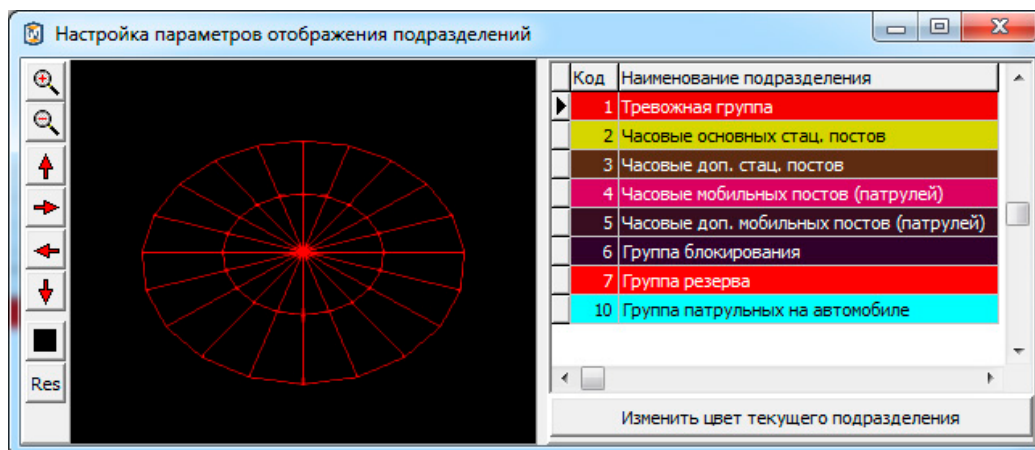 Настройка параметров отображения подразделений
Код Наименование подразделения
1 Тревожная группа
2 Часовые основных стац. постов
3 Часовые доп. стац. постов
4 Часовые мобильных постов (патрулей)
5 Часовые доп. мобильных постов (патрулей)
6 Группа блокирования
7 Группа резерва
10 Группа патрульных на автомобиле
Res
Изменить цвет текущего подразделения